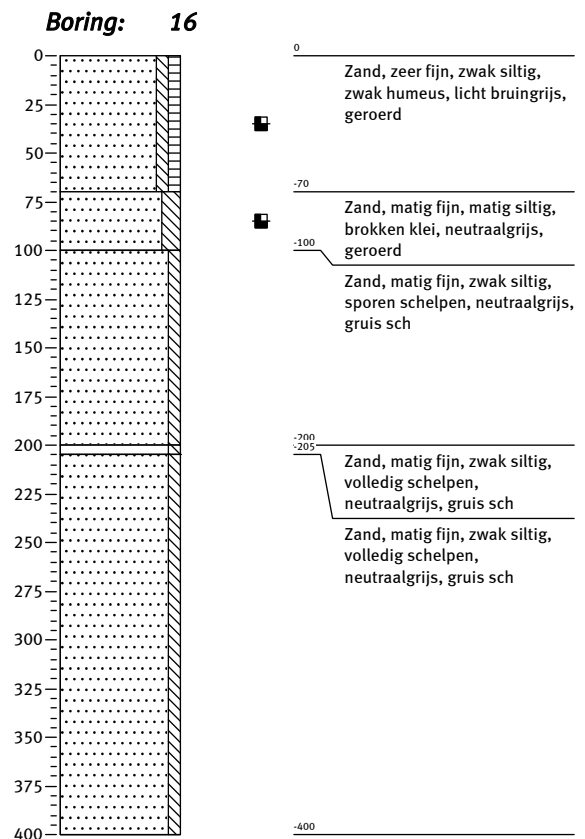 Boring: 16
0
25
50
75
100
125
150
175
200
225
250
275
300
325
350
375
400
0
Zand, zeer fijn, zwak siltig,
zwak humeus, licht bruingrijs,
geroerd
-70
Zand, matig fijn, matig siltig,
brokken klei, neutraalgrijs,
geroerd
-100
Zand, matig fijn, zwak siltig,
sporen schelpen, neutraalgrijs,
gruis sch
-200
-205
Zand, matig fijn, zwak siltig,
volledig schelpen,
neutraalgrijs, gruis sch
Zand, matig fijn, zwak siltig,
volledig schelpen,
neutraalgrijs, gruis sch
-400